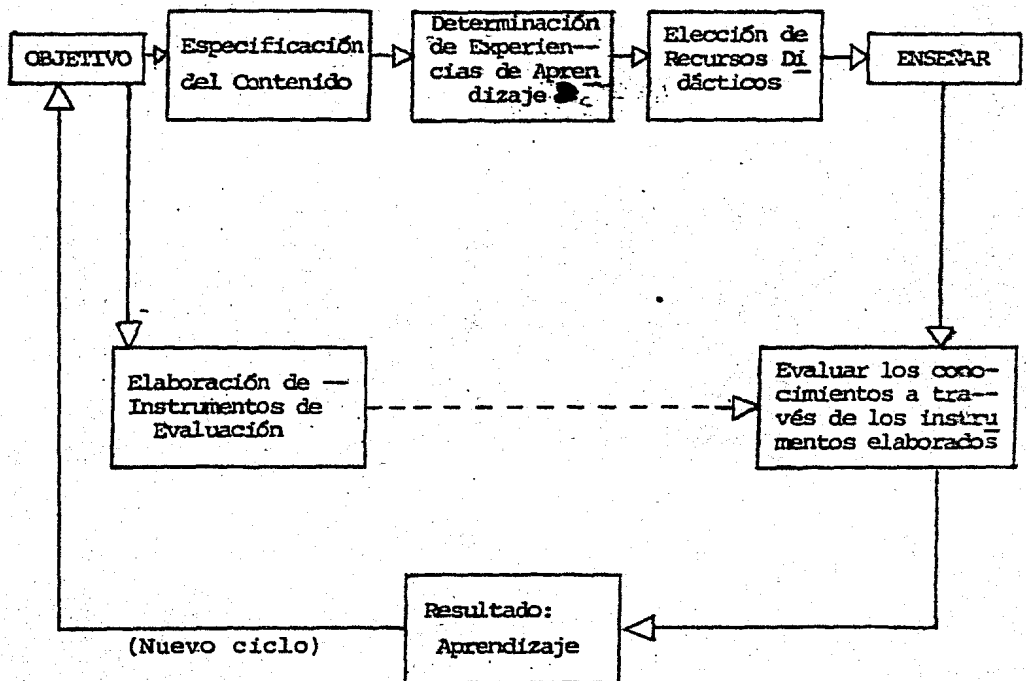 OBJETIVO
Especificación
del Contenido
Determinación
de Experien--
cias de Apren
dizaje
Elección de
Recursos Di
dácticos
ENSEÑAR
Elaboración de --
Instrumentos de
Evaluación
Evaluar los cono-
cimientos a tra--
vés de los instru
mentos elaborados
Resultado:
Aprendizaje
(Nuevo ciclo)